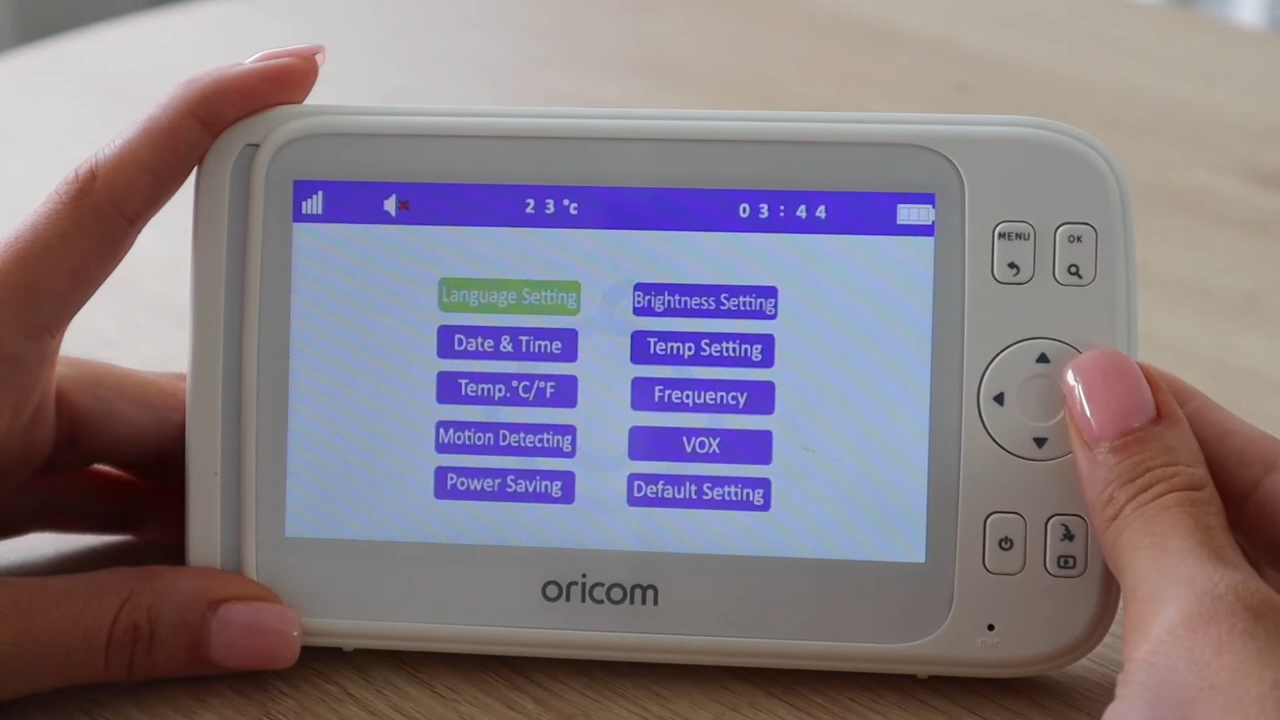 23°c 03:44
Language Setting Brightness Setting
Date & Time Temp Setting
Temp.°C/°F Frequency
Motion Detecting VOX
Power Saving Default Setting
oricom
MENU OK
MIC